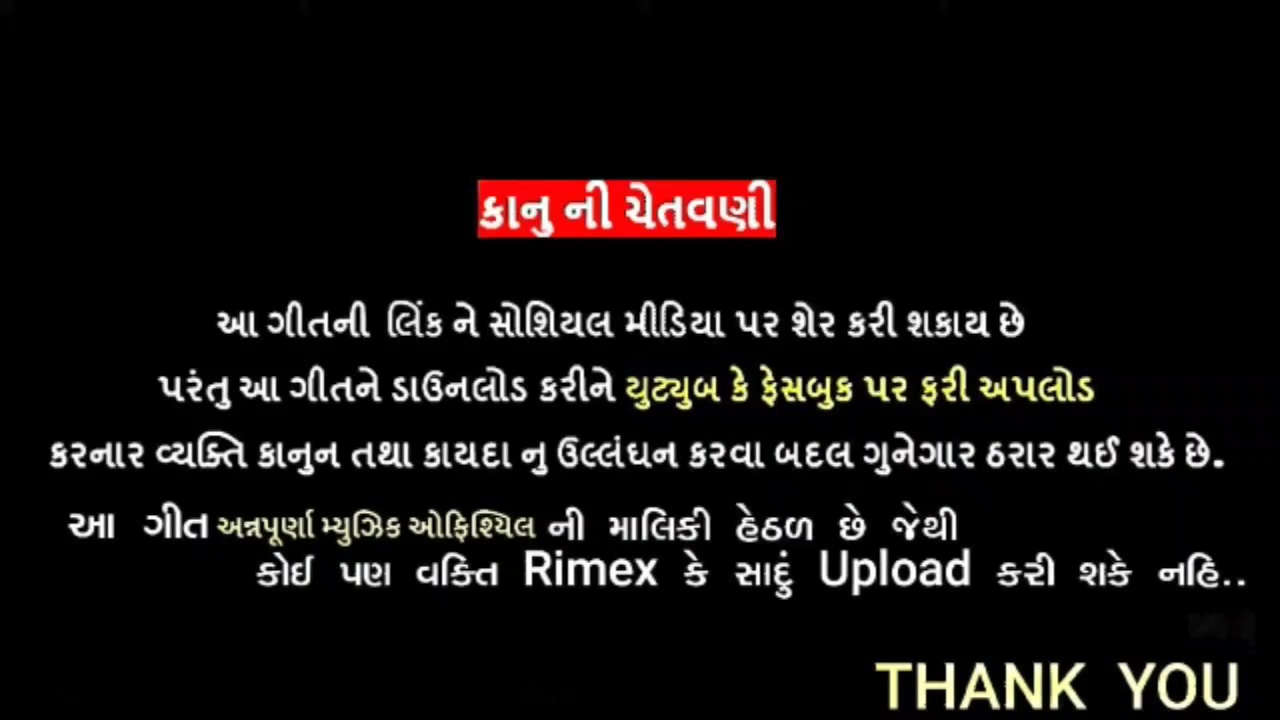 કાનુ ની ચેતવણી
આ ગીતની લિંક ને સોશિયલ મીડિયા પર શેર કરી શકાય છે
પરંતુ આ ગીતને ડાઉનલોડ કરીને યુટ્યુબ કે ફેસબુક પર ફરી અપલોડ
કરનાર વ્યક્તિ કાનુન તથા કાયદા નુ ઉલ્લંઘન કરવા બદલ ગુનેગાર ઠરાર થઈ શકે છે.
આ ગીત અન્નપૂર્ણા મ્યુઝિક ઓફિશ્યિલ ની માલિકી હેઠળ છે જેથી
કોઈ પણ વક્તિ Rimex કે સાદું Upload કરી શકે નહિ..
THANK YOU